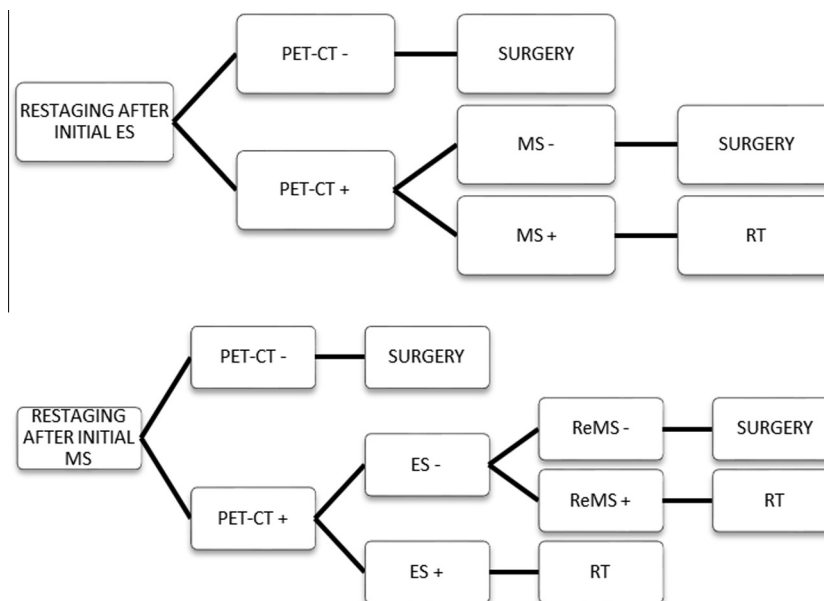 PET-CT -
SURGERY
RESTAGING AFTER
INITIAL ES
MS -
SURGERY
PET-CT +
MS +
RT
PET-CT -
SURGERY
RESTAGING
AFTER INITIAL
MS
ReMS -
SURGERY
ES -
ReMS +
RT
PET-CT +
ES +
RT